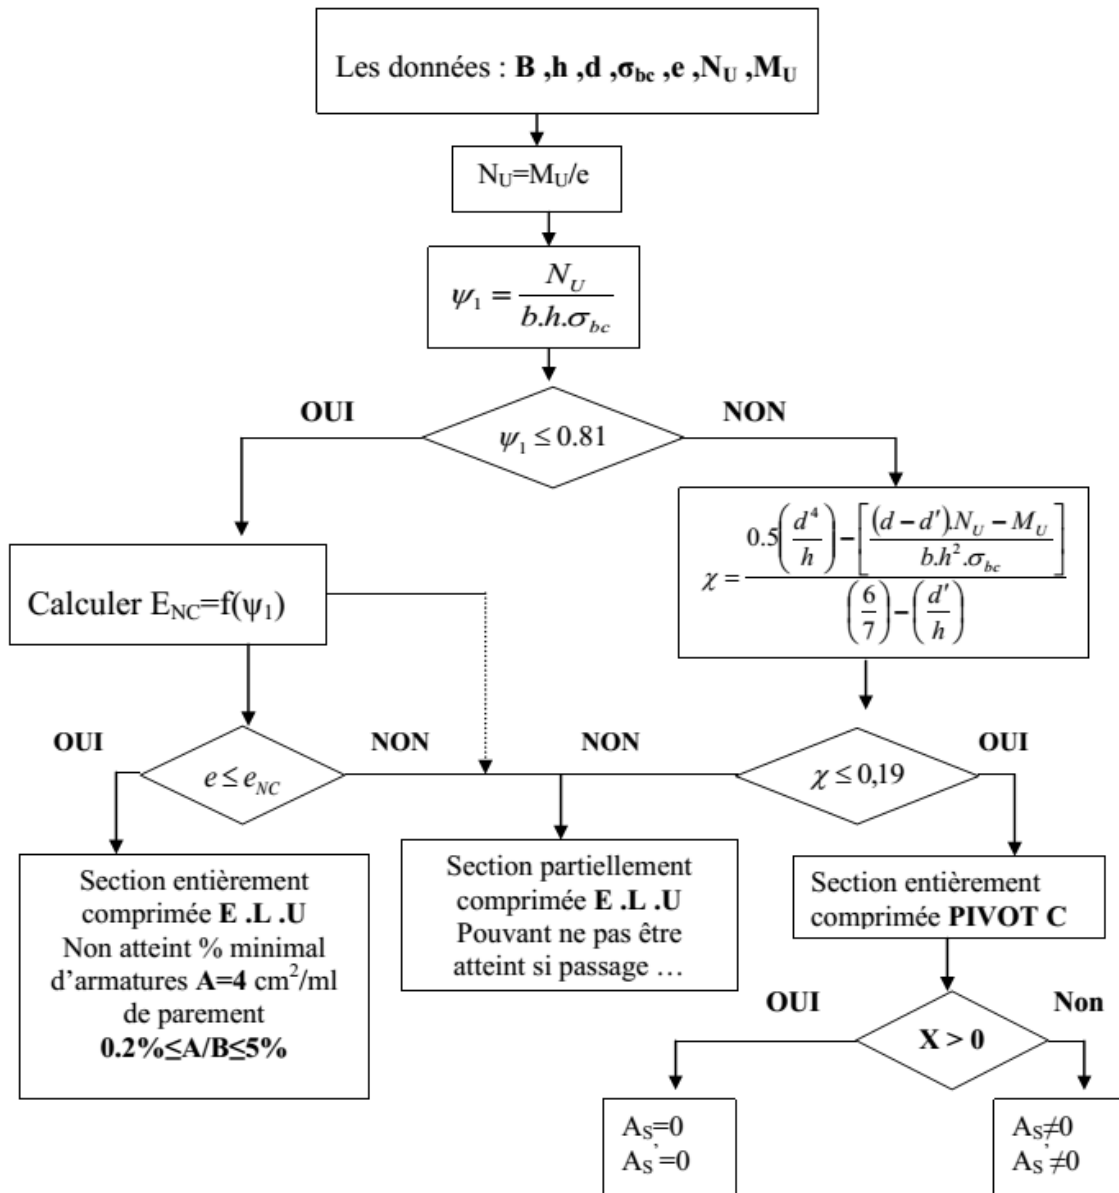 Les données : B ,h ,d ,σbc ,e ,NU ,MU
NU=MU/e
ψ1 = NU / b.h.σbc
OUI
NON
ψ1 ≤ 0.81
Calculer ENC=f(ψ1)
χ = (0.5(d^4/h) − [((d − d').NU − MU) / (b.h².σbc)]) / ((6/7) − (d'/h))
OUI
NON
NON
OUI
e ≤ eNC
χ ≤ 0,19
Section entièrement
comprimée E .L .U
Non atteint % minimal
d'armatures A=4 cm²/ml
de parement
0.2%≤A/B≤5%
Section partiellement
comprimée E .L .U
Pouvant ne pas être
atteint si passage …
Section entièrement
comprimée PIVOT C
OUI
Non
X > 0
AS=0
AS'=0
AS≠0
AS'≠0